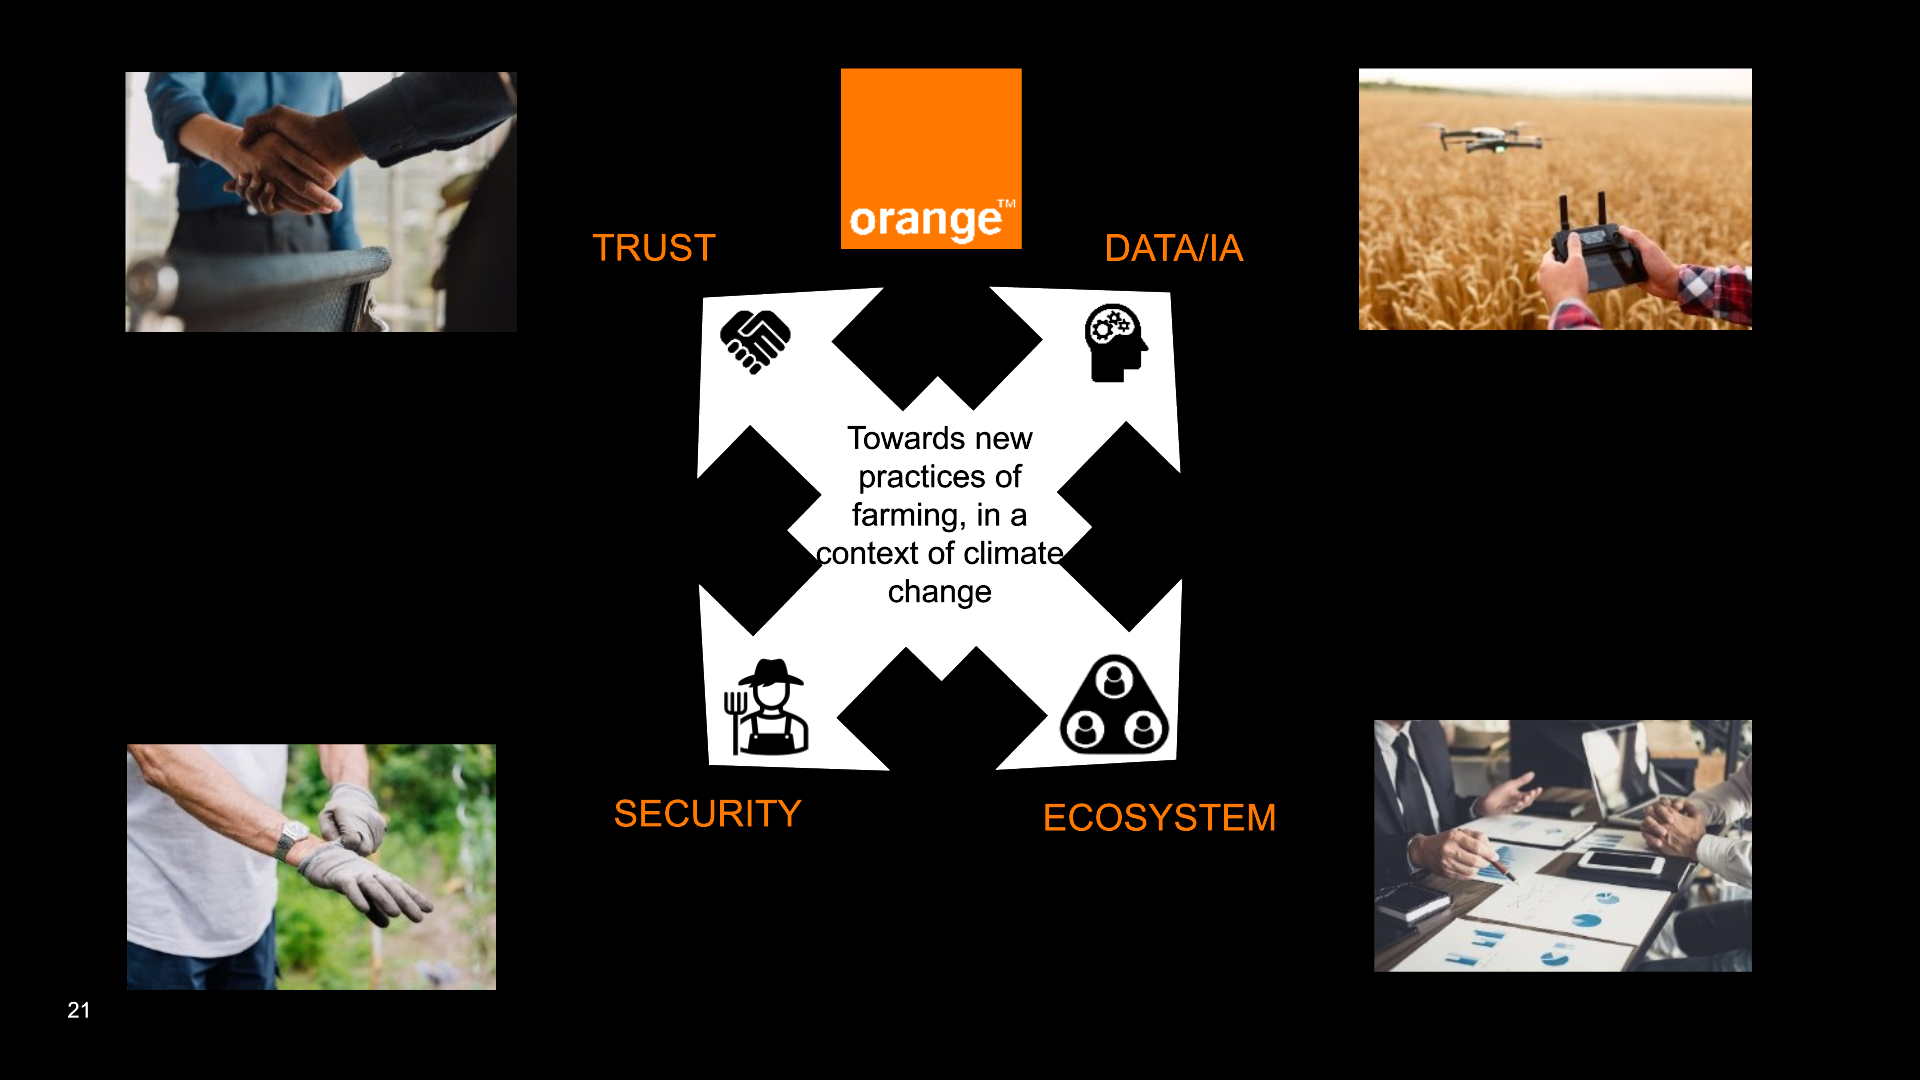 orange™
TRUST
DATA/IA
Towards new
practices of
farming, in a
context of climate
change
SECURITY
ECOSYSTEM
21